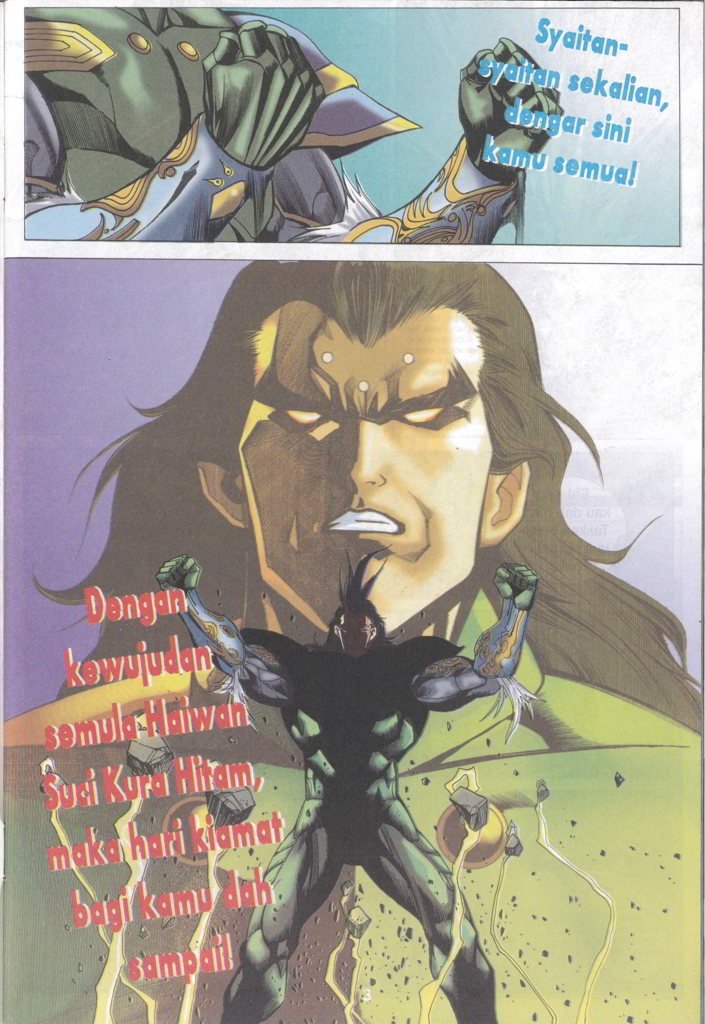 Syaitan-
syaitan sekalian,
dengar sini
kamu semua!
Dengan
kewujudan
semula Haiwan
Suci Kura Hitam,
maka hari kiamat
bagi kamu dah
sampai!
3